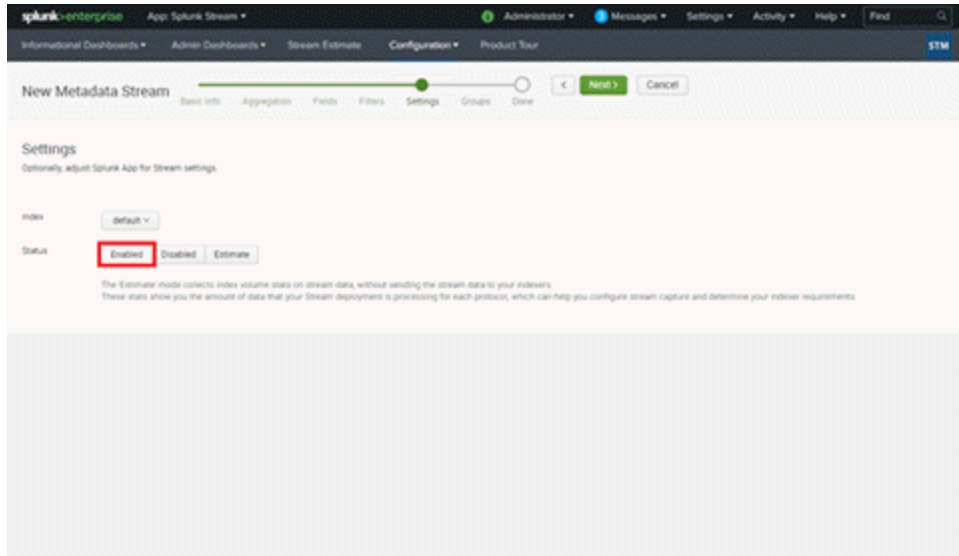 splunk>enterprise App: Splunk Stream i Administrator 3 Messages Settings Activity Help Find
Informational Dashboards Admin Dashboards Stream Estimate Configuration Product Tour STM
New Metadata Stream Basic Info Aggregation Fields Filters Settings Groups Done < Next > Cancel
Settings
Optionally, adjust Splunk App for Stream settings.
Index default
Status Enabled Disabled Estimate
The 'Estimate' mode collects index volume stats on stream data, without sending the stream data to your indexers.
These stats show you the amount of data that your Stream deployment is processing for each protocol, which can help you configure stream capture and determine your indexer requirements.